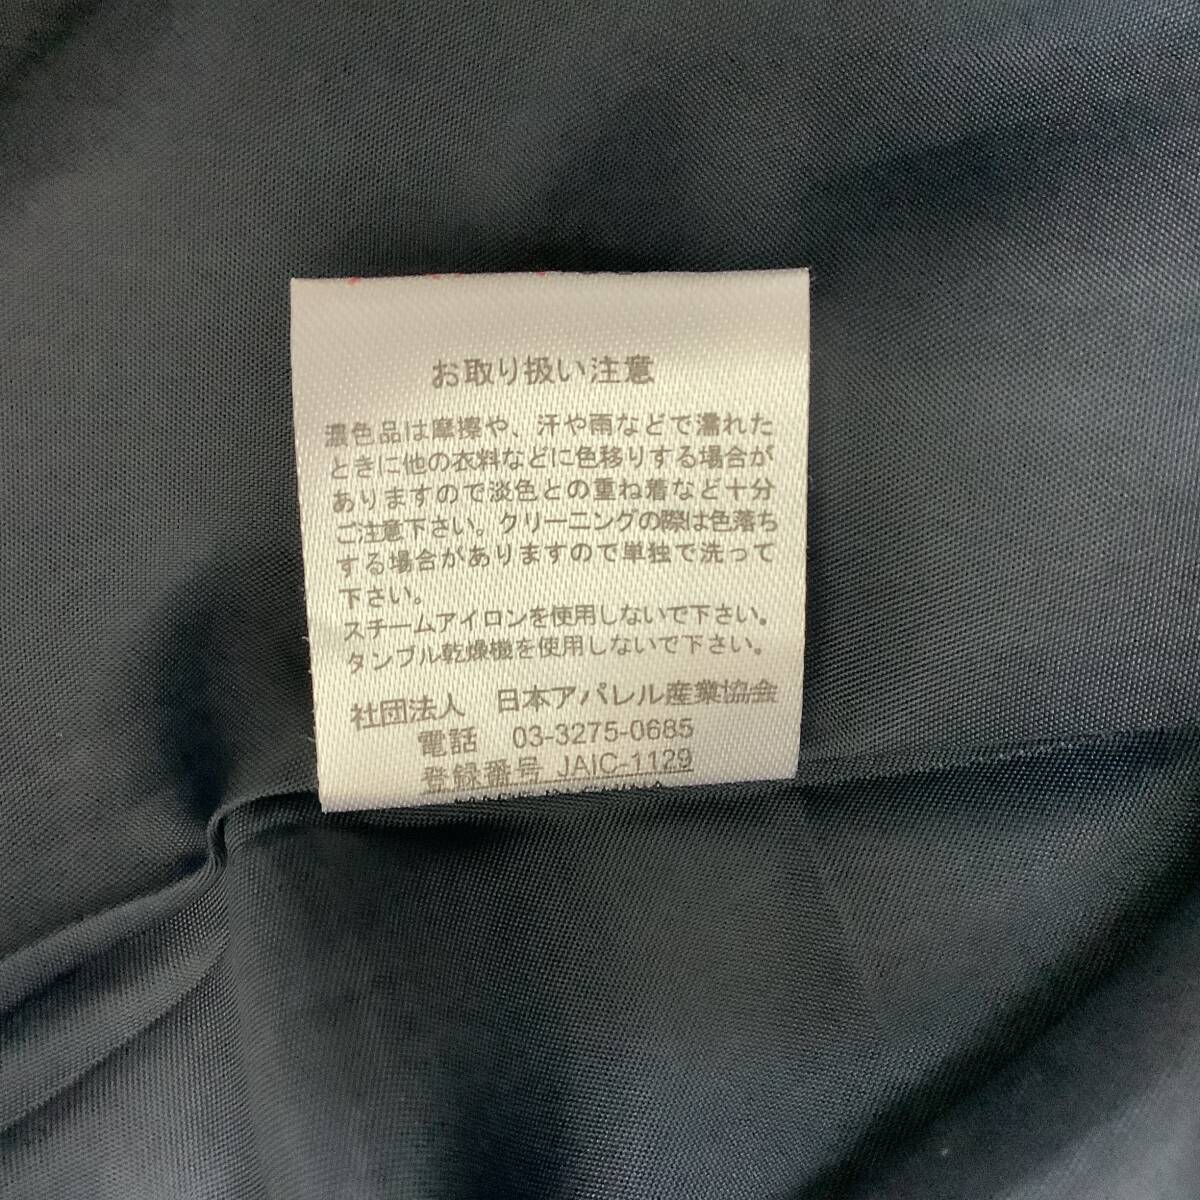 お取り扱い注意
濃色品は摩擦や、汗や雨などで濡れた
ときに他の衣料などに色移りする場合が
ありますので淡色との重ね着など十分
ご注意下さい。クリーニングの際は色落ち
する場合がありますので単独で洗って
下さい。
スチームアイロンを使用しないで下さい。
タンブル乾燥機を使用しないで下さい。
社団法人 日本アパレル産業協会
電話 03-3275-0685
登録番号 JAIC-1129